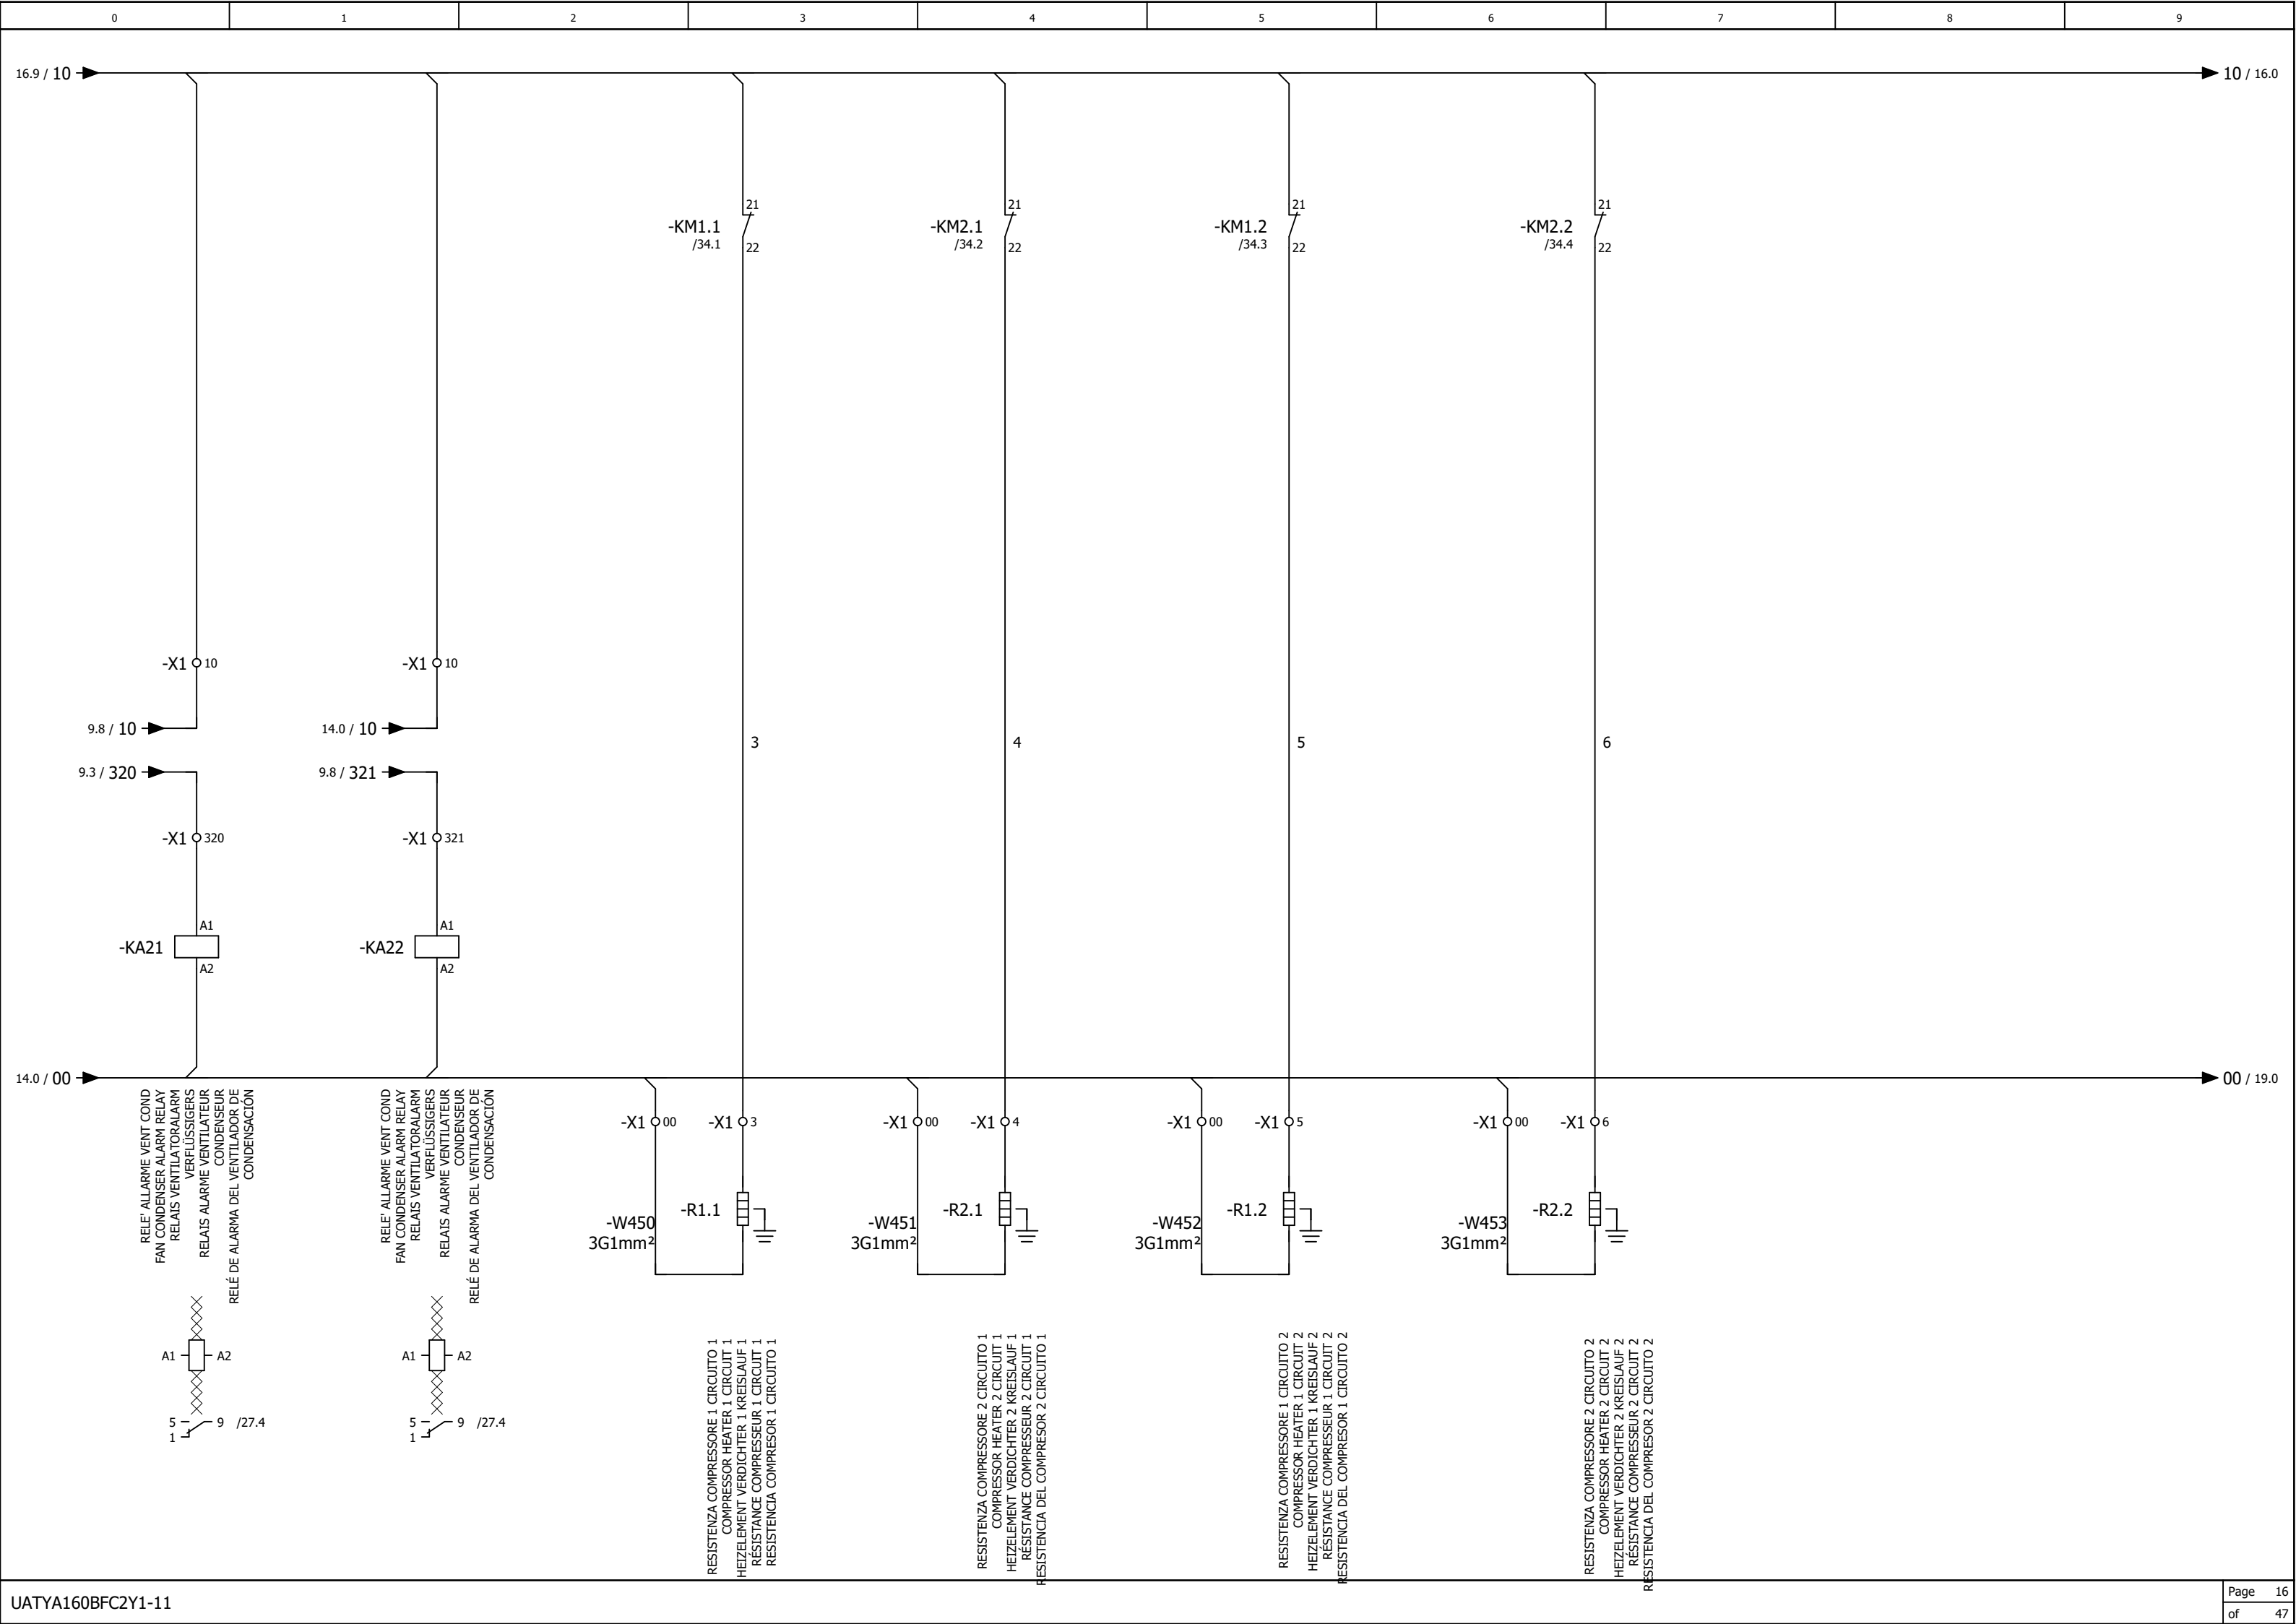 0 1 2 3 4 5 6 7 8 9
16.9 / 10
10 / 16.0
-KM1.1
/34.1
21
22
-KM2.1
/34.2
21
22
-KM1.2
/34.3
21
22
-KM2.2
/34.4
21
22
-X1 10
-X1 10
9.8 / 10
14.0 / 10
3
4
5
6
9.3 / 320
9.8 / 321
-X1 320
-X1 321
-KA21
A1
A2
-KA22
A1
A2
14.0 / 00
00 / 19.0
RELE' ALLARME VENT COND
FAN CONDENSER ALARM RELAY
RELAIS VENTILATORALARM
VERFLÜSSIGERS
RELAIS ALARME VENTILATEUR
CONDENSEUR
RELÉ DE ALARMA DEL VENTILADOR DE
CONDENSACIÓN
RELE' ALLARME VENT COND
FAN CONDENSER ALARM RELAY
RELAIS VENTILATORALARM
VERFLÜSSIGERS
RELAIS ALARME VENTILATEUR
CONDENSEUR
RELÉ DE ALARMA DEL VENTILADOR DE
CONDENSACIÓN
-X1 00
-X1 3
-X1 00
-X1 4
-X1 00
-X1 5
-X1 00
-X1 6
-W450
3G1mm²
-R1.1
-W451
3G1mm²
-R2.1
-W452
3G1mm²
-R1.2
-W453
3G1mm²
-R2.2
A1 A2
5 9 /27.4
1
A1 A2
5 9 /27.4
1
RESISTENZA COMPRESSORE 1 CIRCUITO 1
COMPRESSOR HEATER 1 CIRCUIT 1
HEIZELEMENT VERDICHTER 1 KREISLAUF 1
RÉSISTANCE COMPRESSEUR 1 CIRCUIT 1
RESISTENCIA COMPRESOR 1 CIRCUITO 1
RESISTENZA COMPRESSORE 2 CIRCUITO 1
COMPRESSOR HEATER 2 CIRCUIT 1
HEIZELEMENT VERDICHTER 2 KREISLAUF 1
RÉSISTANCE COMPRESSEUR 2 CIRCUIT 1
RESISTENCIA DEL COMPRESOR 2 CIRCUITO 1
RESISTENZA COMPRESSORE 1 CIRCUITO 2
COMPRESSOR HEATER 1 CIRCUIT 2
HEIZELEMENT VERDICHTER 1 KREISLAUF 2
RÉSISTANCE COMPRESSEUR 1 CIRCUIT 2
RESISTENCIA DEL COMPRESOR 1 CIRCUITO 2
RESISTENZA COMPRESSORE 2 CIRCUITO 2
COMPRESSOR HEATER 2 CIRCUIT 2
HEIZELEMENT VERDICHTER 2 KREISLAUF 2
RÉSISTANCE COMPRESSEUR 2 CIRCUIT 2
RESISTENCIA DEL COMPRESOR 2 CIRCUITO 2
UATYA160BFC2Y1-11
Page 16
of 47